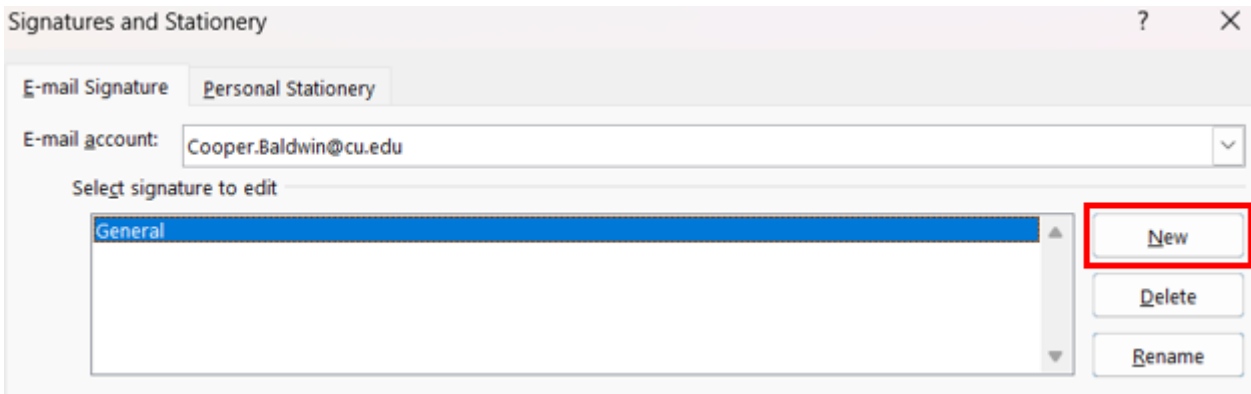 Signatures and Stationery ? ×
E-mail Signature Personal Stationery
E-mail account: Cooper.Baldwin@cu.edu
Select signature to edit
General
New
Delete
Rename